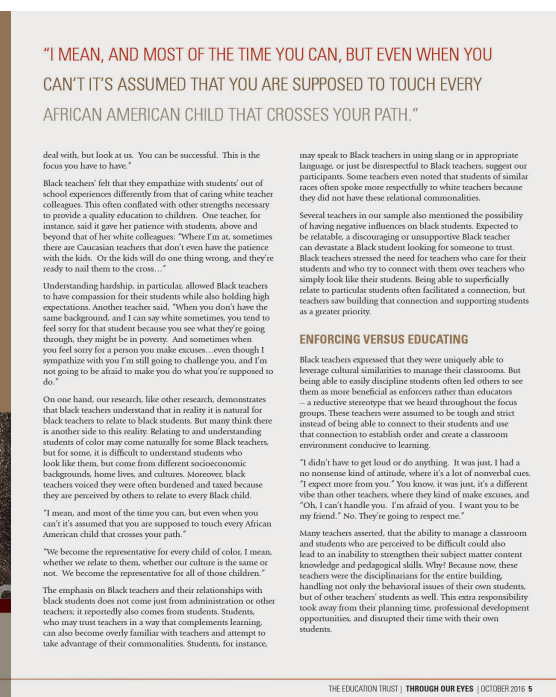 “I MEAN, AND MOST OF THE TIME YOU CAN, BUT EVEN WHEN YOU
CAN’T IT’S ASSUMED THAT YOU ARE SUPPOSED TO TOUCH EVERY
AFRICAN AMERICAN CHILD THAT CROSSES YOUR PATH.”
deal with, but look at us. You can be successful. This is the
focus you have to have.”
Black teachers’ felt that they empathize with students’ out of
school experiences differently from that of caring white teacher
colleagues. This often conflated with other strengths necessary
to provide a quality education to children. One teacher, for
instance, said it gave her patience with students, above and
beyond that of her white colleagues: “Where I’m at, sometimes
there are Caucasian teachers that don’t even have the patience
with the kids. Or the kids will do one thing wrong, and they’re
ready to nail them to the cross…”
Understanding hardship, in particular, allowed Black teachers
to have compassion for their students while also holding high
expectations. Another teacher said, “When you don’t have the
same background, and I can say white sometimes, you tend to
feel sorry for that student because you see what they’re going
through, they might be in poverty. And sometimes when
you feel sorry for a person you make excuses…even though I
sympathize with you I’m still going to challenge you, and I’m
not going to be afraid to make you do what you’re supposed to
do.”
On one hand, our research, like other research, demonstrates
that black teachers understand that in reality it is natural for
black teachers to relate to black students. But many think there
is another side to this reality. Relating to and understanding
students of color may come naturally for some Black teachers,
but for some, it is difficult to understand students who
look like them, but come from different socioeconomic
backgrounds, home lives, and cultures. Moreover, black
teachers voiced they were often burdened and taxed because
they are perceived by others to relate to every Black child.
“I mean, and most of the time you can, but even when you
can’t it’s assumed that you are supposed to touch every African
American child that crosses your path.”
“We become the representative for every child of color, I mean,
whether we relate to them, whether our culture is the same or
not. We become the representative for all of those children.”
The emphasis on Black teachers and their relationships with
black students does not come just from administration or other
teachers; it reportedly also comes from students. Students,
who may trust teachers in a way that complements learning,
can also become overly familiar with teachers and attempt to
take advantage of their commonalities. Students, for instance,
may speak to Black teachers in using slang or in appropriate
language, or just be disrespectful to Black teachers, suggest our
participants. Some teachers even noted that students of similar
races often spoke more respectfully to white teachers because
they did not have these relational commonalities.
Several teachers in our sample also mentioned the possibility
of having negative influences on black students. Expected to
be relatable, a discouraging or unsupportive Black teacher
can devastate a Black student looking for someone to trust.
Black teachers stressed the need for teachers who care for their
students and who try to connect with them over teachers who
simply look like their students. Being able to superficially
relate to particular students often facilitated a connection, but
teachers saw building that connection and supporting students
as a greater priority.
ENFORCING VERSUS EDUCATING
Black teachers expressed that they were uniquely able to
leverage cultural similarities to manage their classrooms. But
being able to easily discipline students often led others to see
them as more beneficial as enforcers rather than educators
-- a reductive stereotype that we heard throughout the focus
groups. These teachers were assumed to be tough and strict
instead of being able to connect to their students and use
that connection to establish order and create a classroom
environment conducive to learning.
“I didn’t have to get loud or do anything. It was just, I had a
no nonsense kind of attitude, where it’s a lot of nonverbal cues.
“I expect more from you.” You know, it was just, it’s a different
vibe than other teachers, where they kind of make excuses, and
“Oh, I can’t handle you. I’m afraid of you. I want you to be
my friend.” No. They’re going to respect me.”
Many teachers asserted, that the ability to manage a classroom
and students who are perceived to be difficult could also
lead to an inability to strengthen their subject matter content
knowledge and pedagogical skills. Why? Because now, these
teachers were the disciplinarians for the entire building,
handling not only the behavioral issues of their own students,
but of other teachers’ students as well. This extra responsibility
took away from their planning time, professional development
opportunities, and disrupted their time with their own
students.
THE EDUCATION TRUST | THROUGH OUR EYES | OCTOBER 2016 5